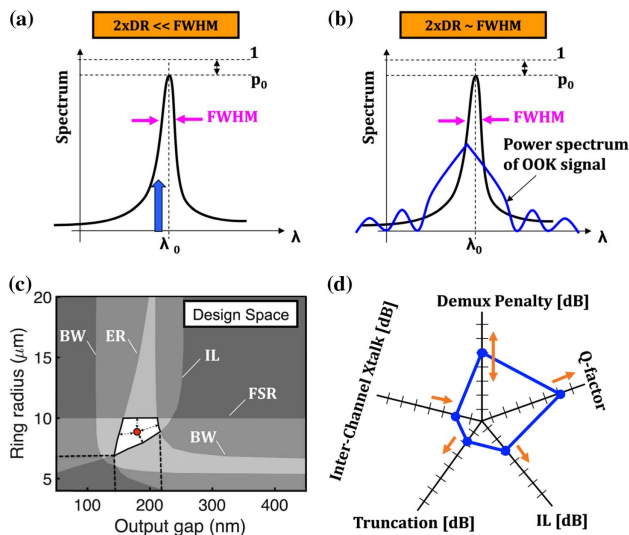 (a)
2xDR << FWHM
1
p₀
FWHM
Spectrum
λ₀
λ
(b)
2xDR ~ FWHM
1
p₀
FWHM
Power spectrum
of OOK signal
Spectrum
λ₀
λ
(c)
Design Space
BW
ER
IL
FSR
BW
Ring radius (μm)
20
15
10
5
100
200
300
400
Output gap (nm)
(d)
Demux Penalty [dB]
Q-factor
Inter-Channel Xtalk [dB]
Truncation [dB]
IL [dB]